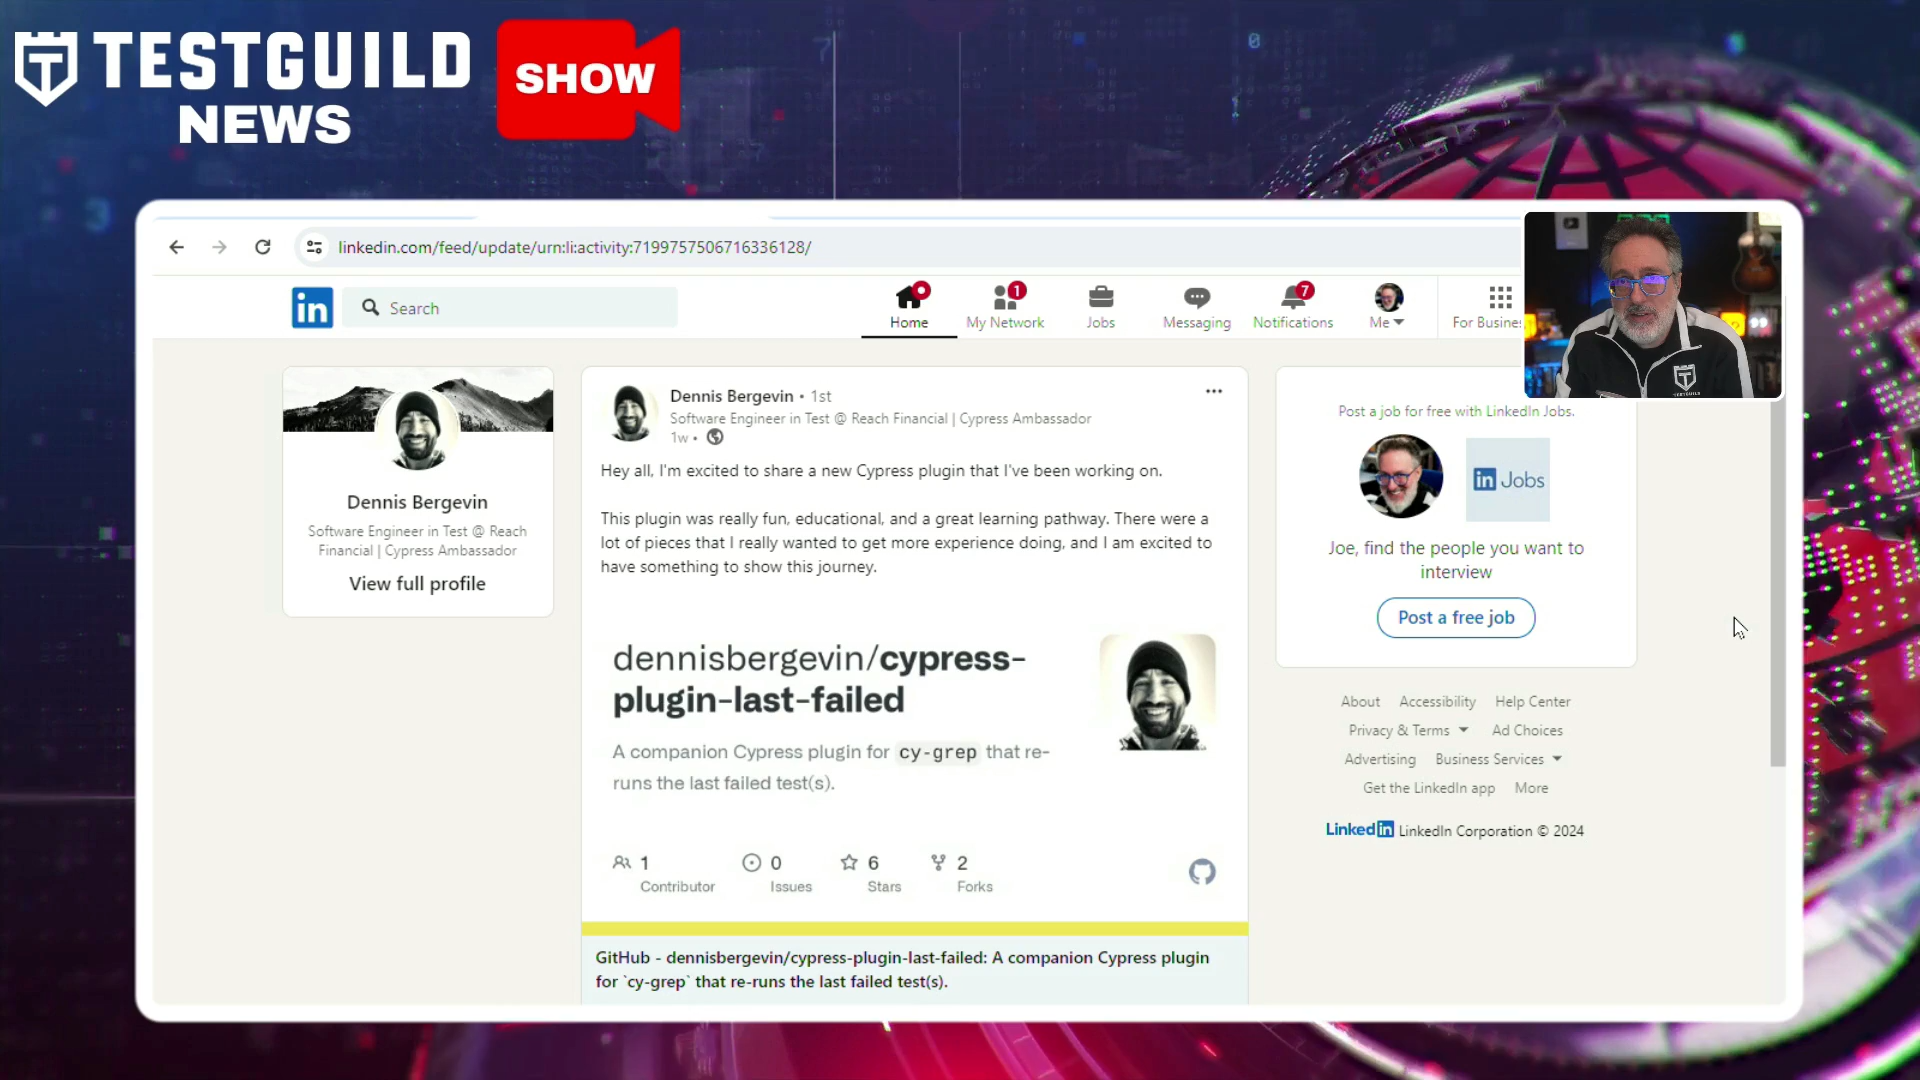 TESTGUILD
NEWS
SHOW
linkedin.com/feed/update/urn:li:activity:7199757506716336128/
in
Search
Home
1
My Network
Jobs
Messaging
7
Notifications
Me
For Busine
Dennis Bergevin
Software Engineer in Test @ Reach
Financial | Cypress Ambassador
View full profile
Dennis Bergevin • 1st
Software Engineer in Test @ Reach Financial | Cypress Ambassador
1w •
Hey all, I'm excited to share a new Cypress plugin that I've been working on.
This plugin was really fun, educational, and a great learning pathway. There were a
lot of pieces that I really wanted to get more experience doing, and I am excited to
have something to show this journey.
dennisbergevin/cypress-
plugin-last-failed
A companion Cypress plugin for cy-grep that re-
runs the last failed test(s).
1
Contributor
0
Issues
6
Stars
2
Forks
GitHub - dennisbergevin/cypress-plugin-last-failed: A companion Cypress plugin
for `cy-grep` that re-runs the last failed test(s).
Post a job for free with LinkedIn Jobs.
in Jobs
Joe, find the people you want to
interview
Post a free job
About Accessibility Help Center
Privacy & Terms Ad Choices
Advertising Business Services
Get the LinkedIn app More
Linked in LinkedIn Corporation © 2024